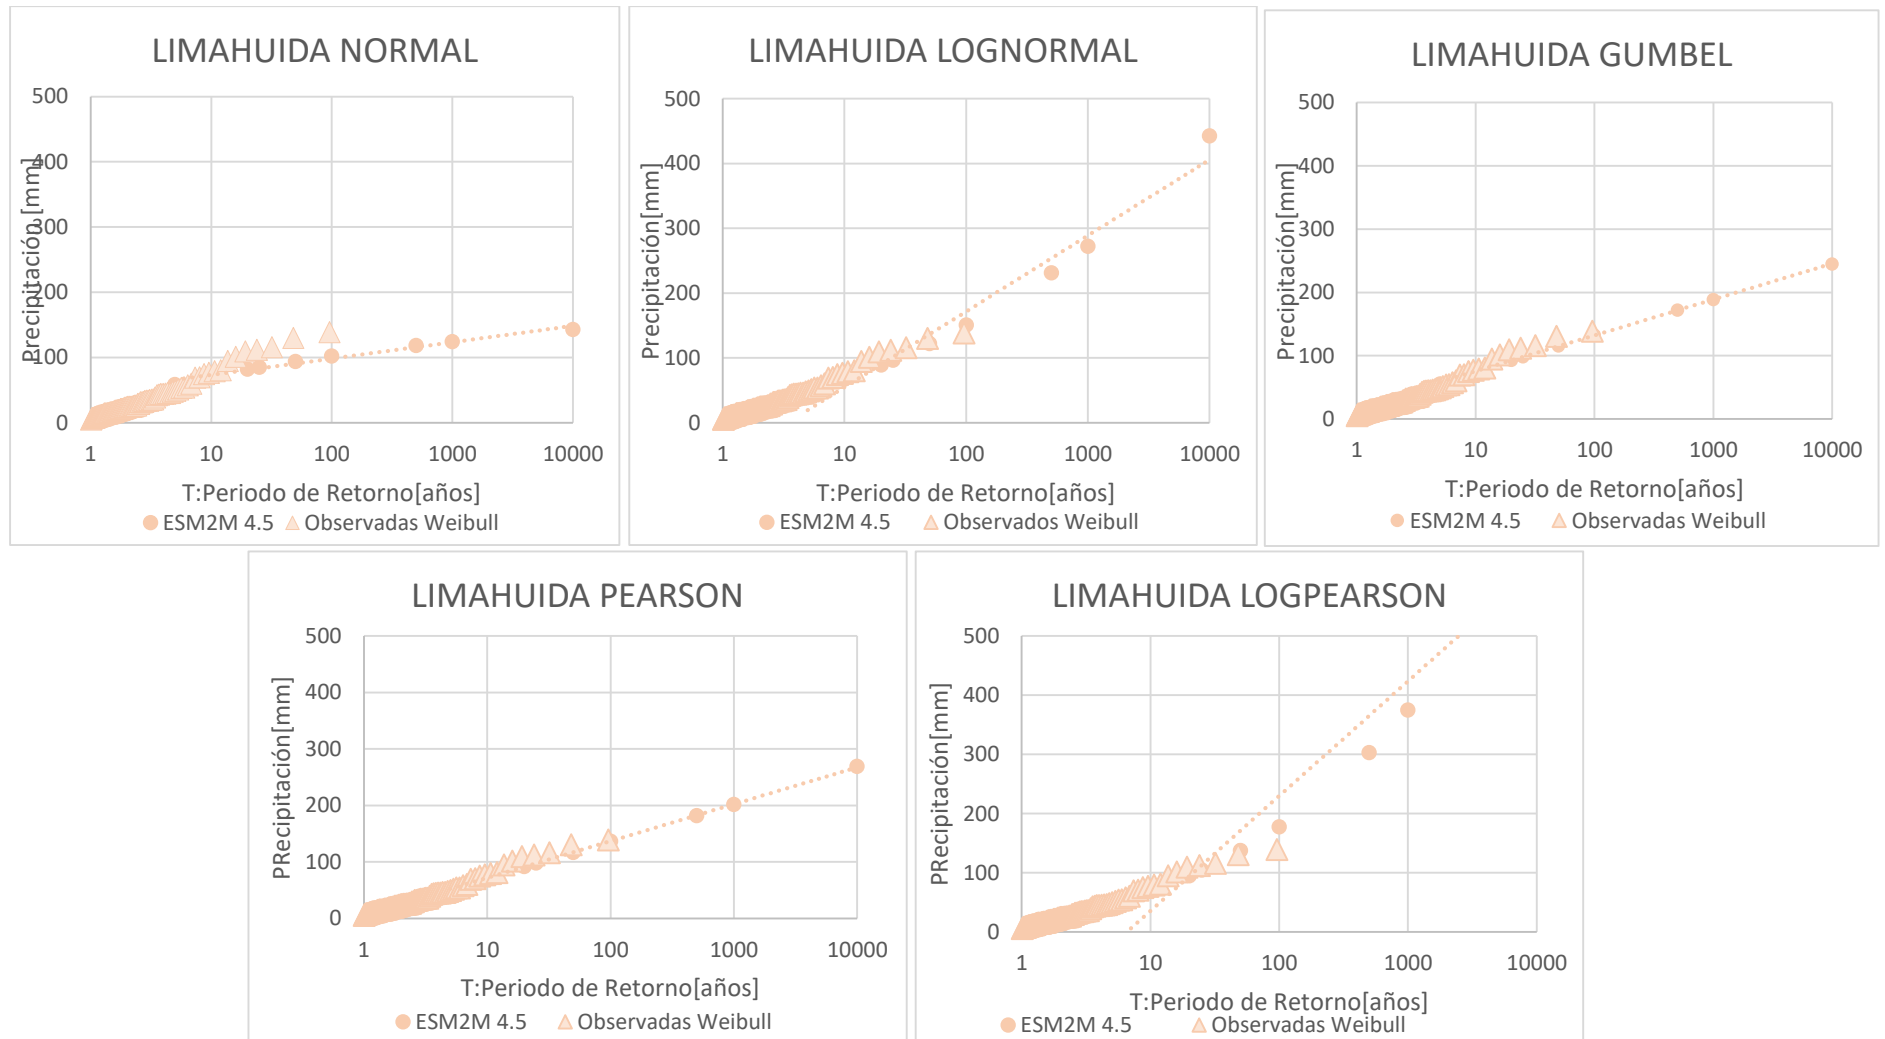 LIMAHUIDA NORMAL
500
400
300
200
100
0
Precipitación [mm]
1 10 100 1000 10000
T:Periodo de Retorno[años]
ESM2M 4.5 Observadas Weibull
LIMAHUIDA LOGNORMAL
500
400
300
200
100
0
Precipitación[mm]
1 10 100 1000 10000
T:Periodo de Retorno[años]
ESM2M 4.5 Observados Weibull
LIMAHUIDA GUMBEL
500
400
300
200
100
0
Precipitación[mm]
1 10 100 1000 10000
T:Periodo de Retorno[años]
ESM2M 4.5 Observadas Weibull
LIMAHUIDA PEARSON
500
400
300
200
100
0
PRecipitación[mm]
1 10 100 1000 10000
T:Periodo de Retorno[años]
ESM2M 4.5 Observadas Weibull
LIMAHUIDA LOGPEARSON
500
400
300
200
100
0
PRecipitación[mm]
1 10 100 1000 10000
T:Periodo de Retorno[años]
ESM2M 4.5 Observadas Weibull